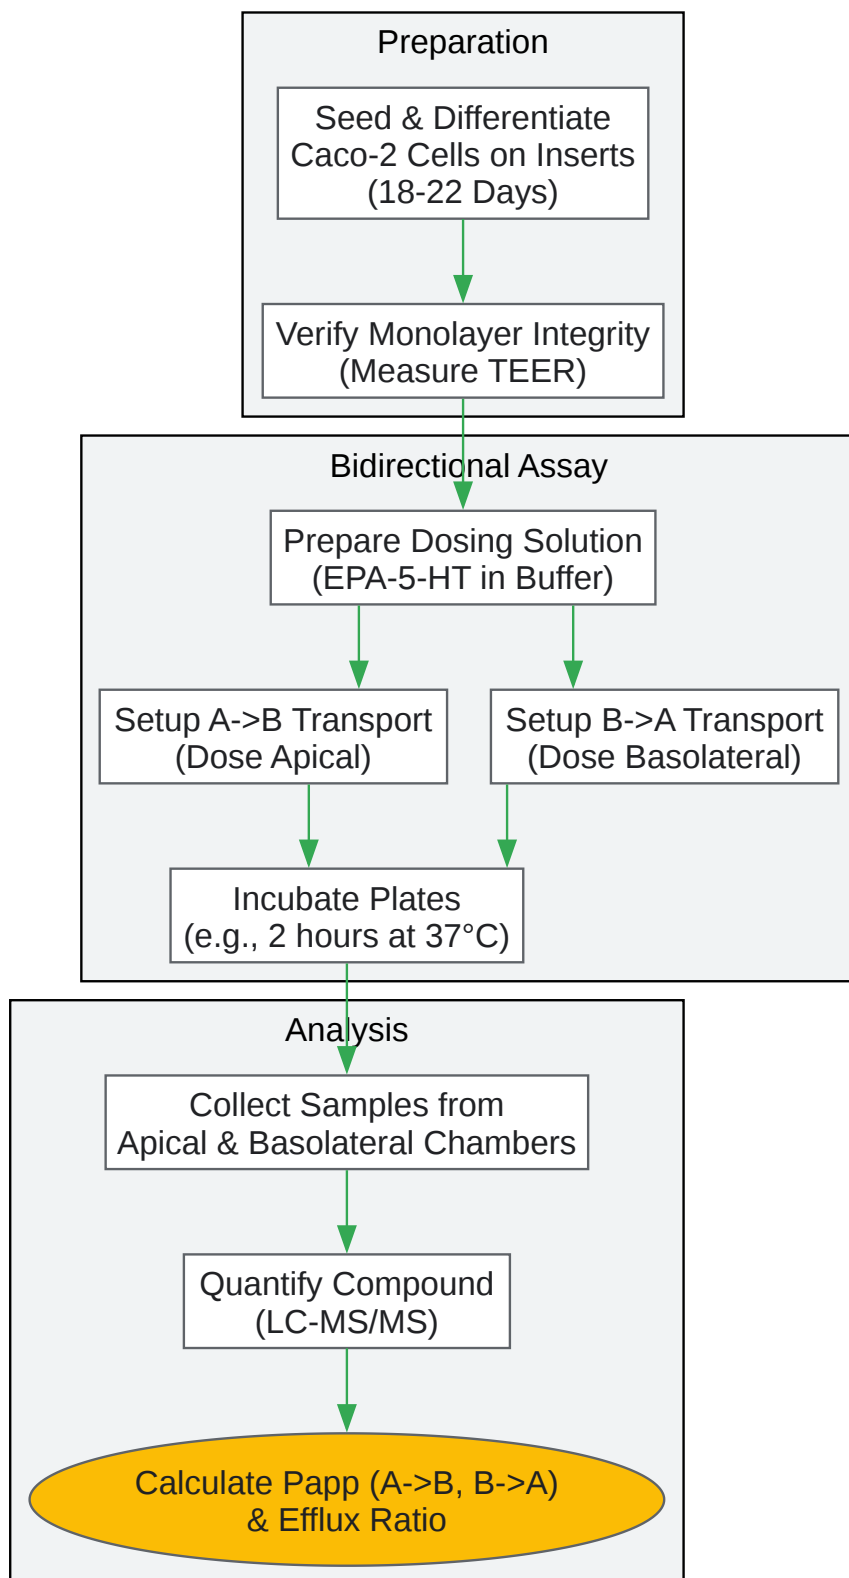 Preparation
Seed & Differentiate
Caco-2 Cells on Inserts
(18-22 Days)
Verify Monolayer Integrity
(Measure TEER)
Bidirectional Assay
Prepare Dosing Solution
(EPA-5-HT in Buffer)
Setup A->B Transport
(Dose Apical)
Setup B->A Transport
(Dose Basolateral)
Incubate Plates
(e.g., 2 hours at 37°C)
Analysis
Collect Samples from
Apical & Basolateral Chambers
Quantify Compound
(LC-MS/MS)
Calculate Papp (A->B, B->A)
& Efflux Ratio